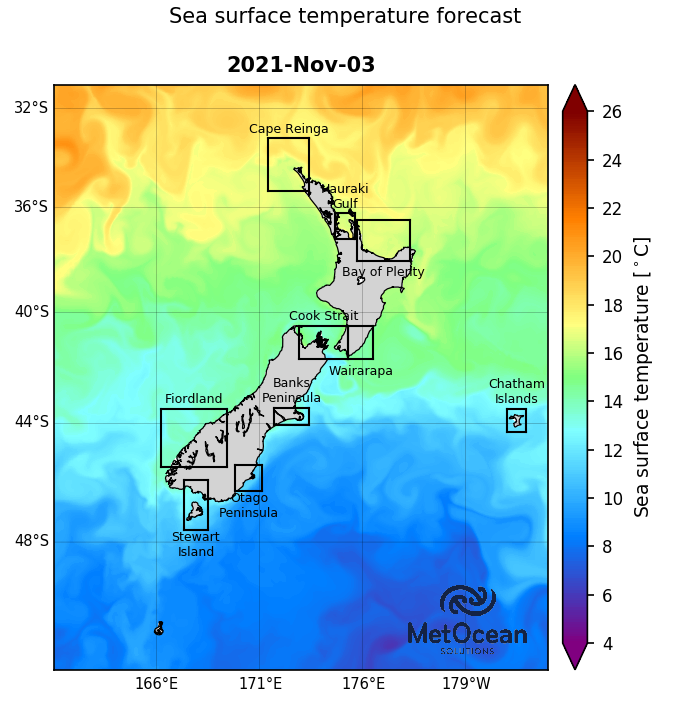 Sea surface temperature forecast
2021-Nov-03
32°S
36°S
40°S
44°S
48°S
166°E
171°E
176°E
179°W
Cape Reinga
Hauraki
Gulf
Bay of Plenty
Cook Strait
Wairarapa
Banks
Peninsula
Fiordland
Chatham
Islands
Otago
Peninsula
Stewart
Island
MetOcean
SOLUTIONS
26
24
22
20
18
16
14
12
10
8
6
4
Sea surface temperature [°C]